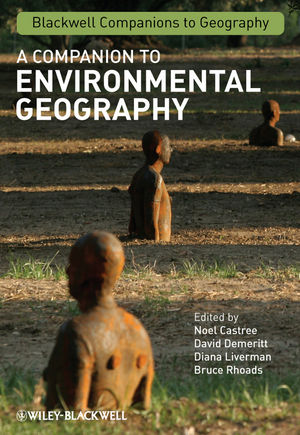 Blackwell Companions to Geography
A COMPANION TO
ENVIRONMENTAL
GEOGRAPHY
Edited by
Noel Castree
David Demeritt
Diana Liverman
Bruce Rhoads
WILEY-BLACKWELL